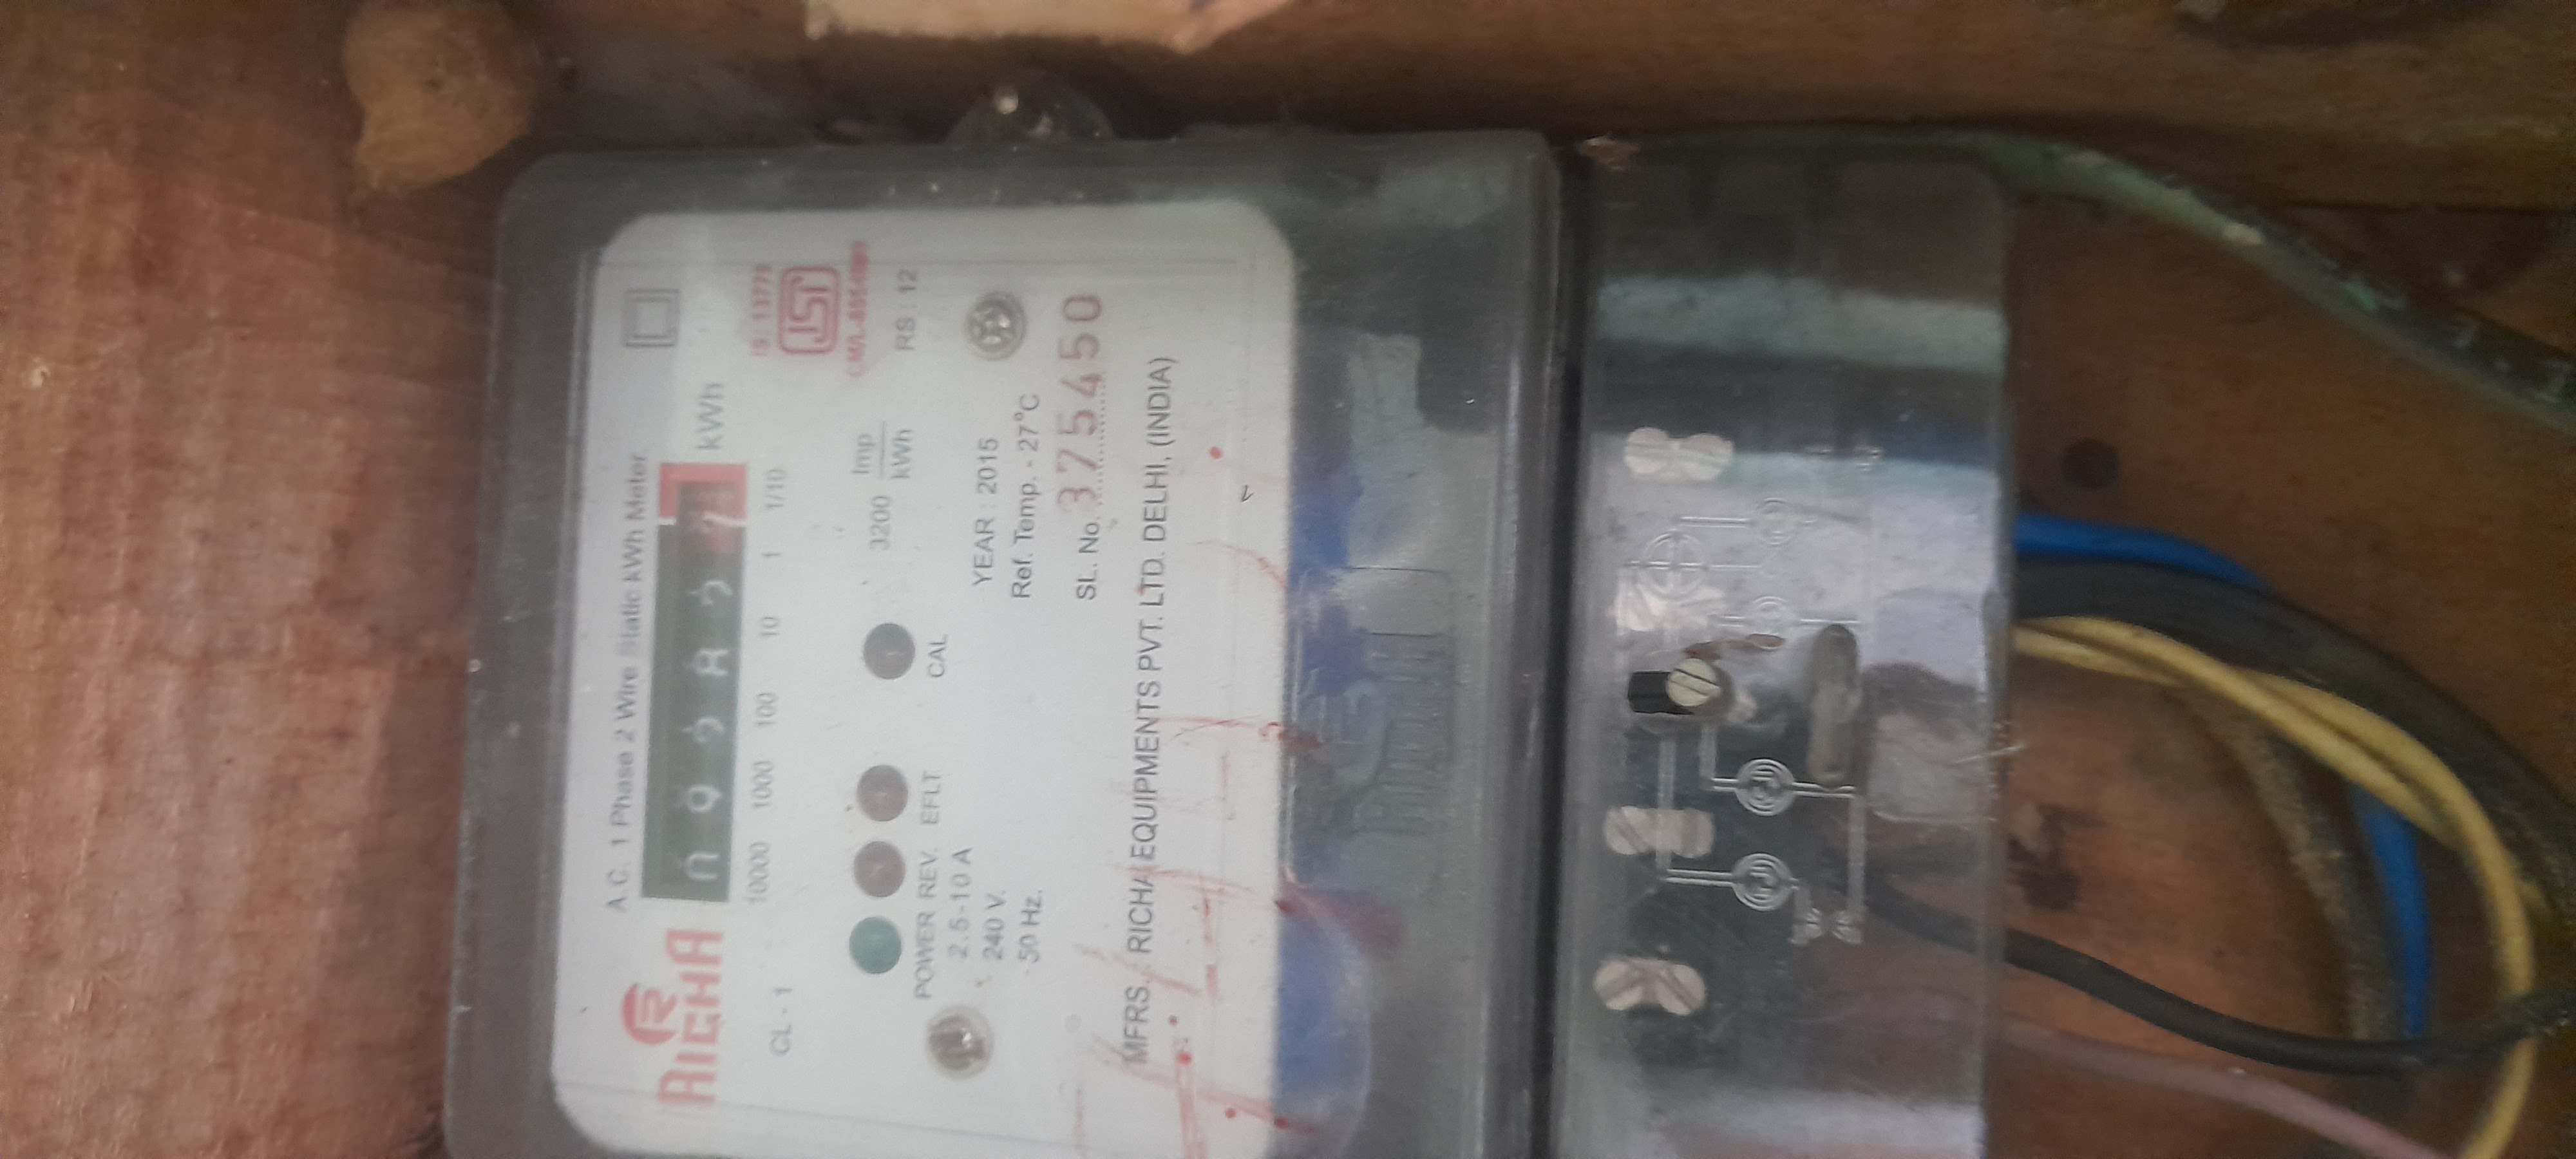 A.C. 1 Phase 2 Wire Static kWh Meter
RICHA
kWh
10000 1000 100 10 1 1/10
CL - 1
IS : 13779
ISI
3200 Imp/kWh
RS : 12
POWER REV. EFLT
CAL
2.5-10 A
240 V.
50 Hz.
YEAR : 2015
Ref. Temp. - 27°C
SL. No. 3754450
MFRS. RICHA EQUIPMENTS PVT. LTD. DELHI, (INDIA)